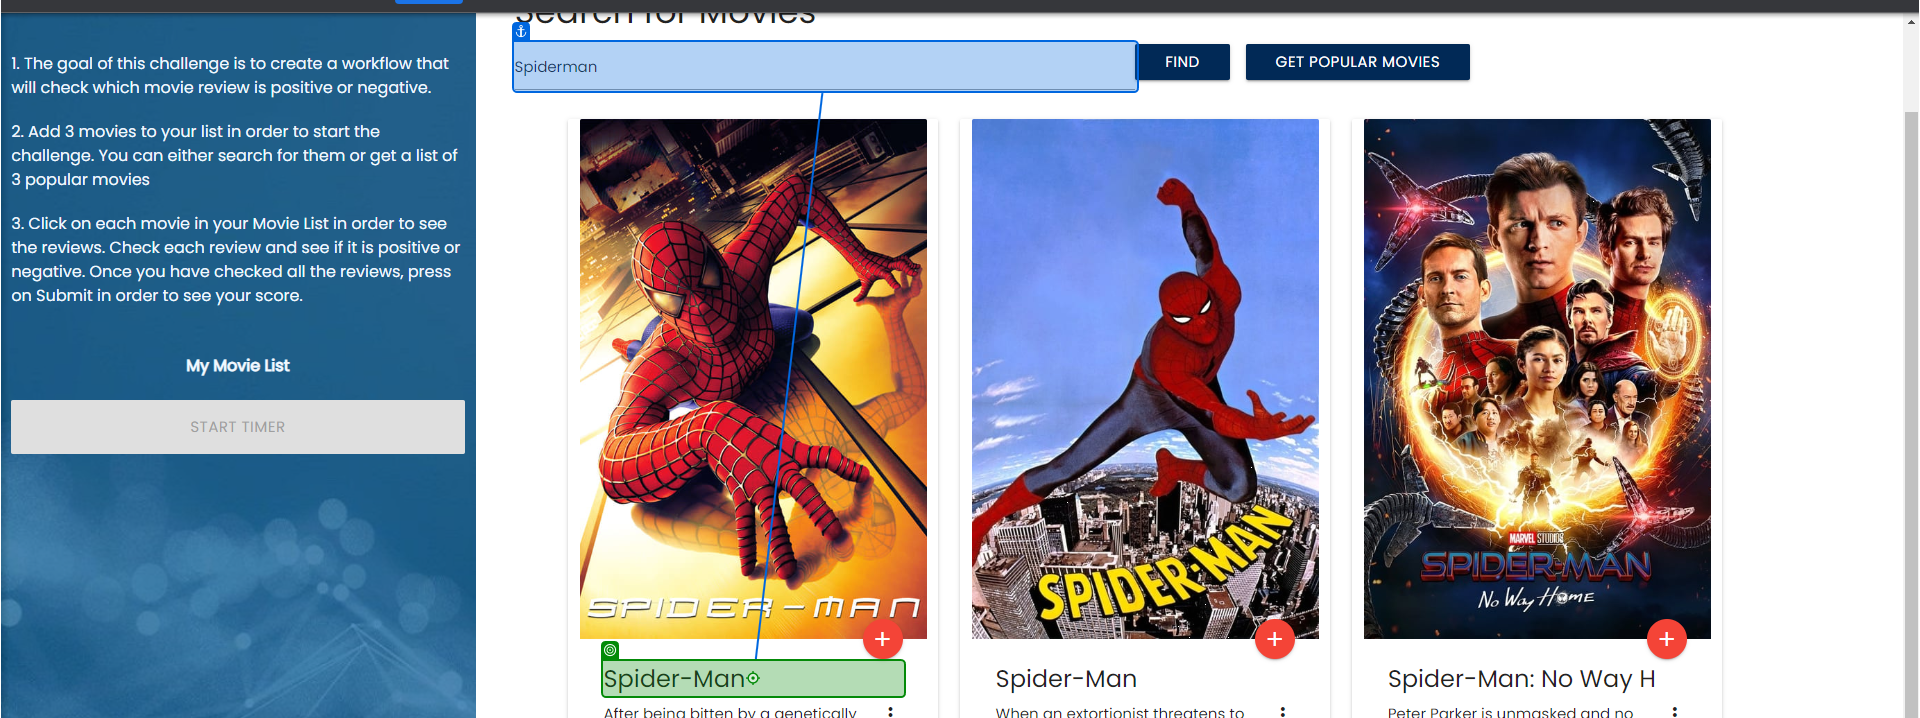 Search for Movies
1. The goal of this challenge is to create a workflow that
will check which movie review is positive or negative.
2. Add 3 movies to your list in order to start the
challenge. You can either search for them or get a list of
3 popular movies
3. Click on each movie in your Movie List in order to see
the reviews. Check each review and see if it is positive or
negative. Once you have checked all the reviews, press
on Submit in order to see your score.
My Movie List
START TIMER
Spiderman
FIND
GET POPULAR MOVIES
SPIDER-MAN
SPIDER-MAN
MARVEL STUDIOS
SPIDER-MAN
No Way Home
+
+
+
Spider-Man
Spider-Man
Spider-Man: No Way H
After being bitten by a genetically
When an extortionist threatens to
Peter Parker is unmasked and no